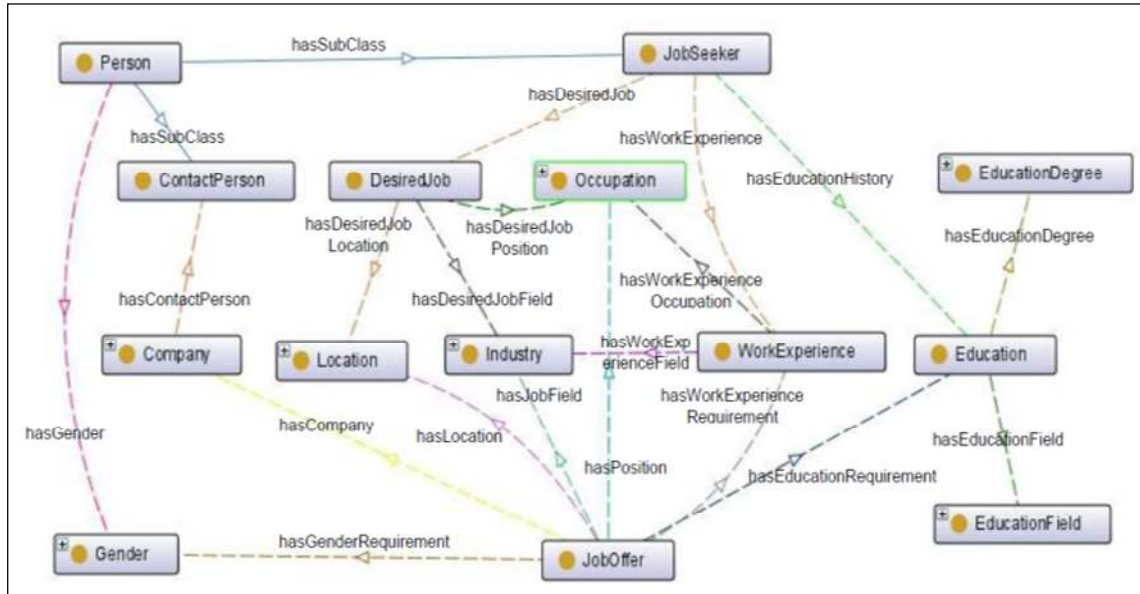 hasSubClass
Person
JobSeeker
hasDesiredJob
hasSubClass
hasWorkExperience
ContactPerson
DesiredJob
Occupation
EducationDegree
hasEducationHistory
hasDesiredJob
Location
hasDesiredJob
Position
hasEducationDegree
hasContactPerson
hasDesiredJobField
hasWorkExperience
Occupation
Company
Location
Industry
hasWorkExp
erienceField
WorkExperience
Education
hasJobField
hasWorkExperience
Requirement
hasGender
hasCompany
hasLocation
hasPosition
hasEducationField
hasEducationRequirement
EducationField
Gender
hasGenderRequirement
JobOffer